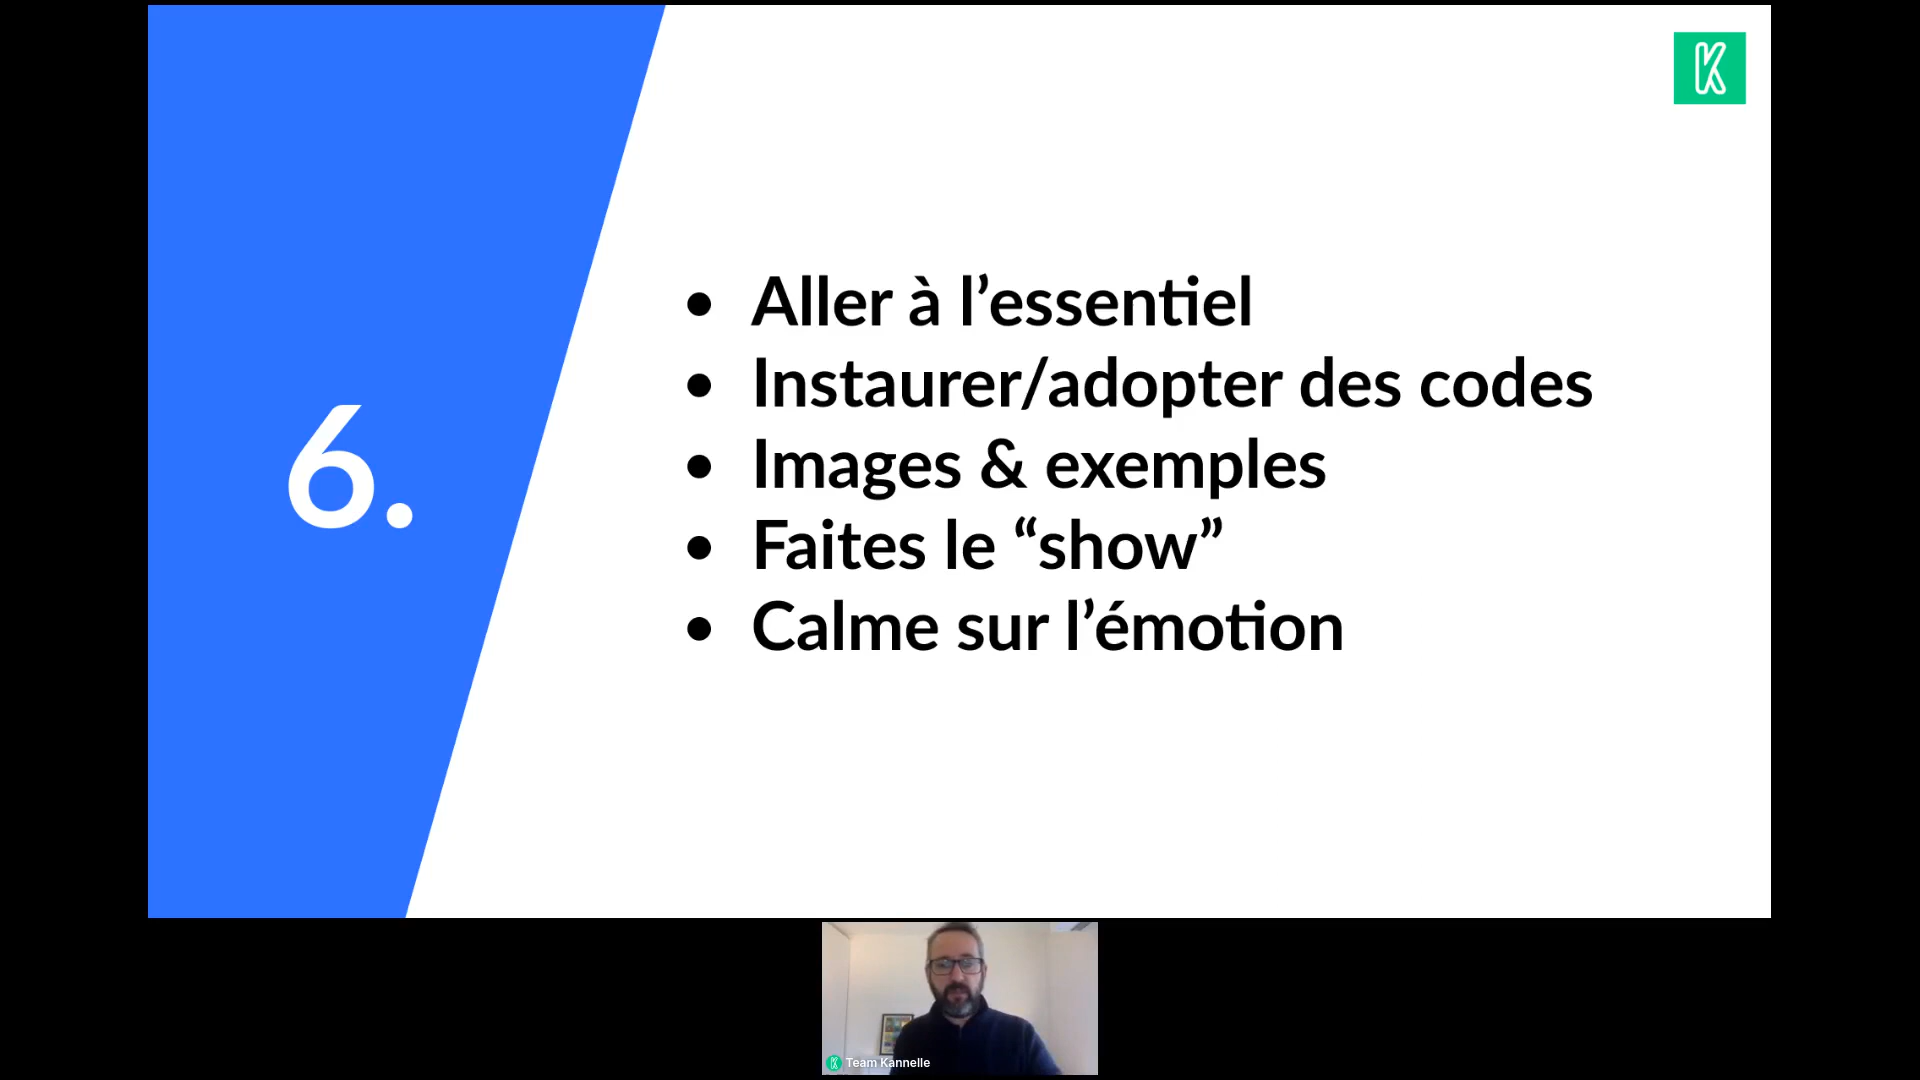 K
6.
• Aller à l’essentiel
• Instaurer/adopter des codes
• Images & exemples
• Faites le “show”
• Calme sur l’émotion
Team Kannelle